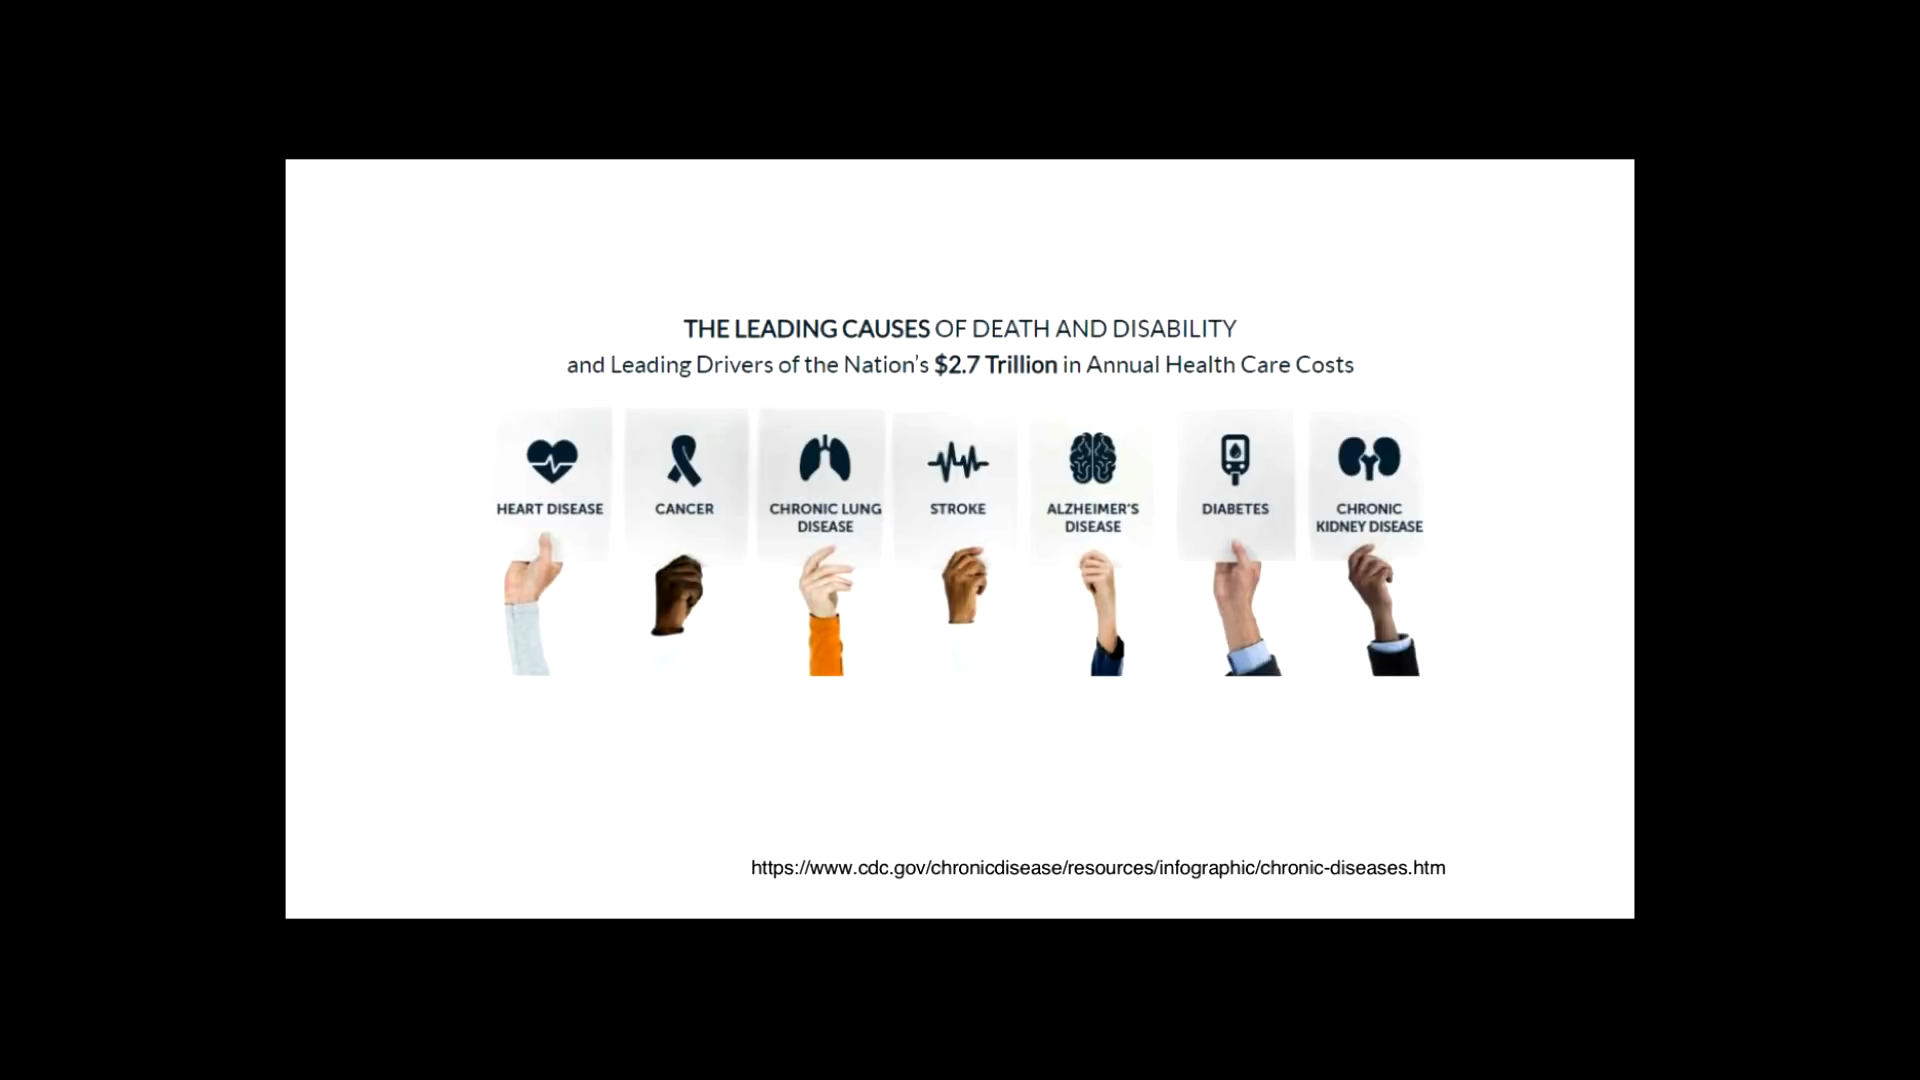 THE LEADING CAUSES OF DEATH AND DISABILITY
and Leading Drivers of the Nation's $2.7 Trillion in Annual Health Care Costs
HEART DISEASE
CANCER
CHRONIC LUNG
DISEASE
STROKE
ALZHEIMER'S
DISEASE
DIABETES
CHRONIC
KIDNEY DISEASE
https://www.cdc.gov/chronicdisease/resources/infographic/chronic-diseases.htm